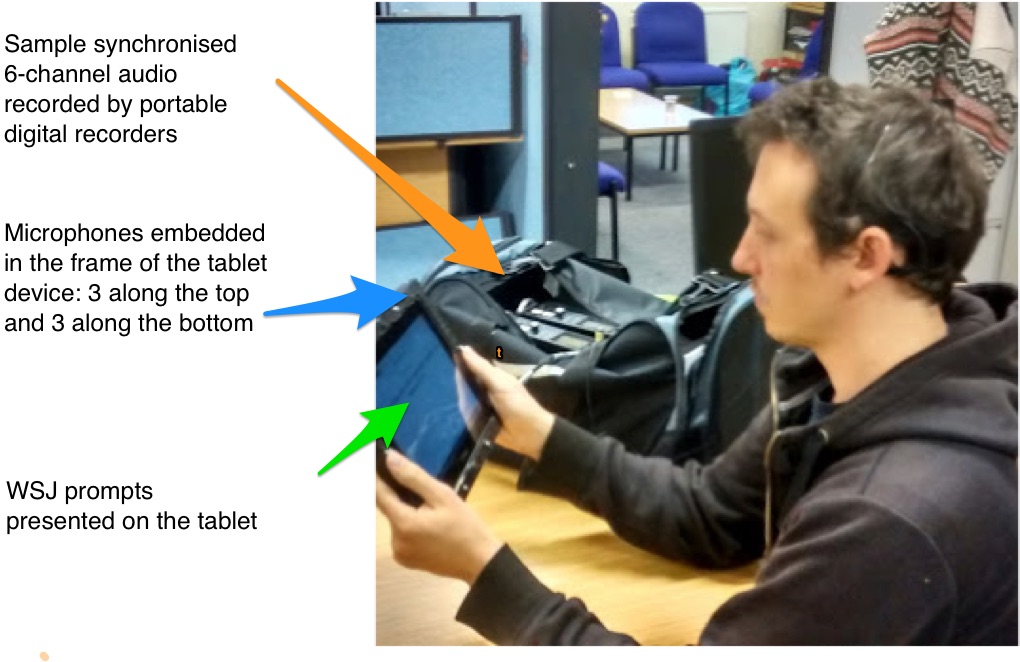 Sample synchronised
6-channel audio
recorded by portable
digital recorders
Microphones embedded
in the frame of the tablet
device: 3 along the top
and 3 along the bottom
t
WSJ prompts
presented on the tablet